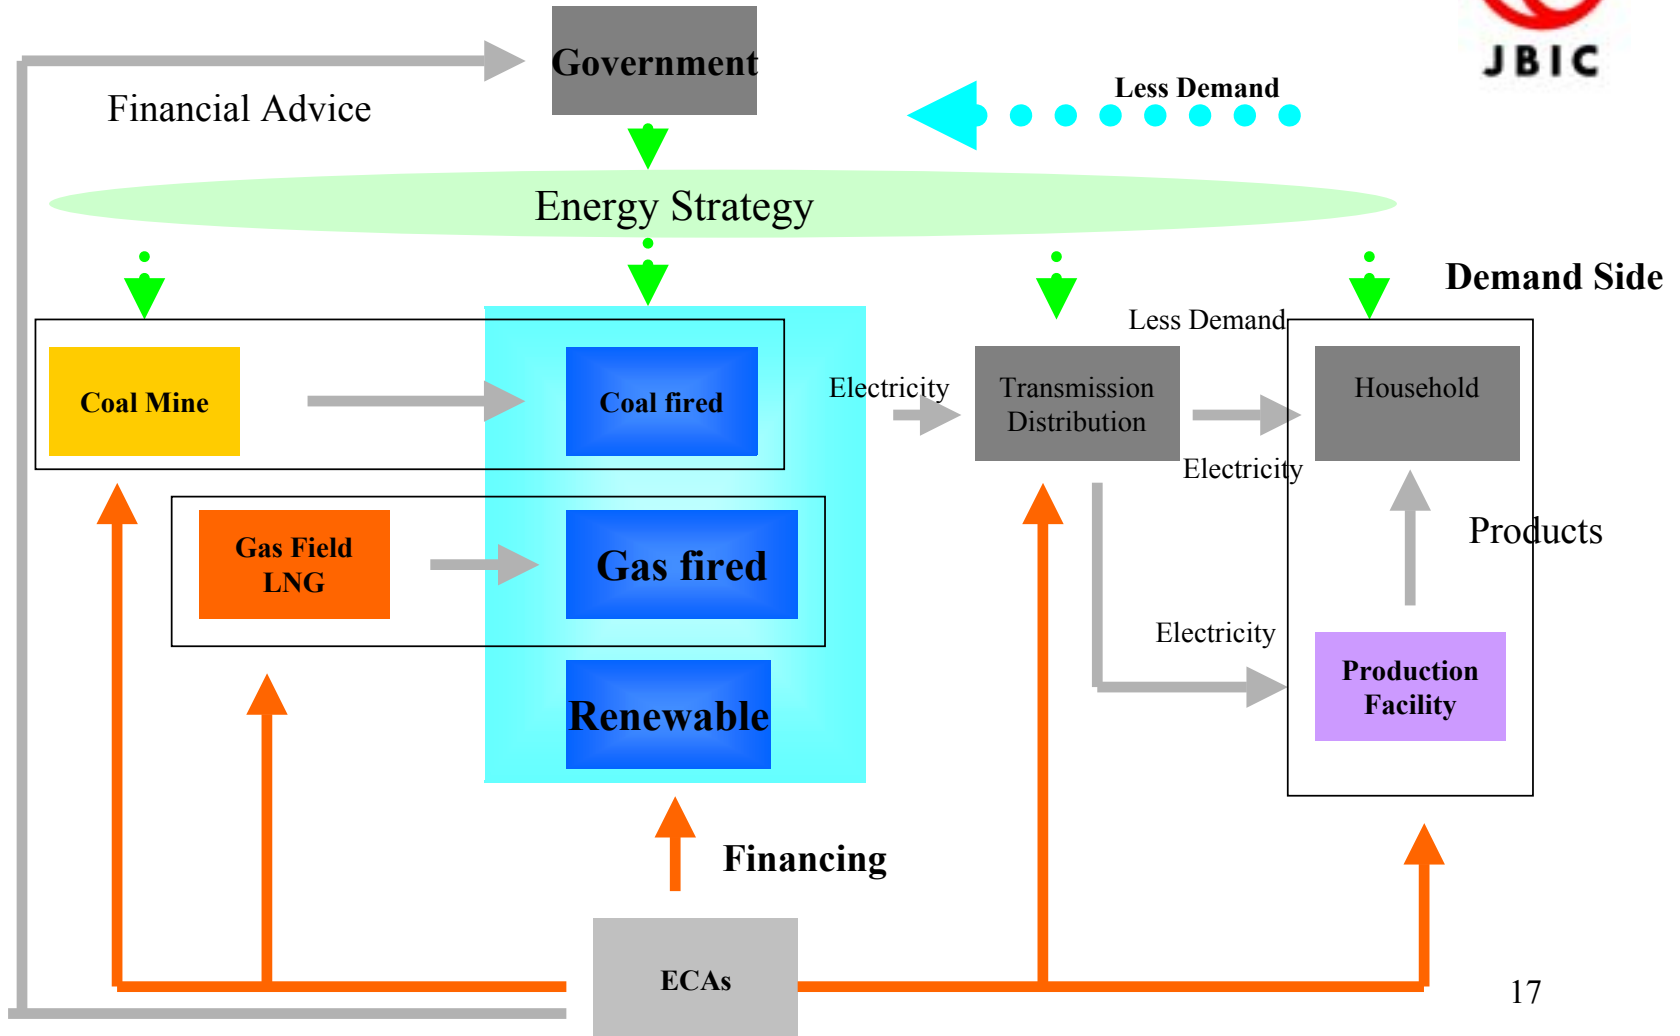 JBIC
Government
Less Demand
Financial Advice
Energy Strategy
Demand Side
Less Demand
Coal Mine
Coal fired
Electricity
Transmission
Distribution
Household
Electricity
Gas Field
LNG
Gas fired
Products
Electricity
Production
Facility
Renewable
Financing
ECAs
17